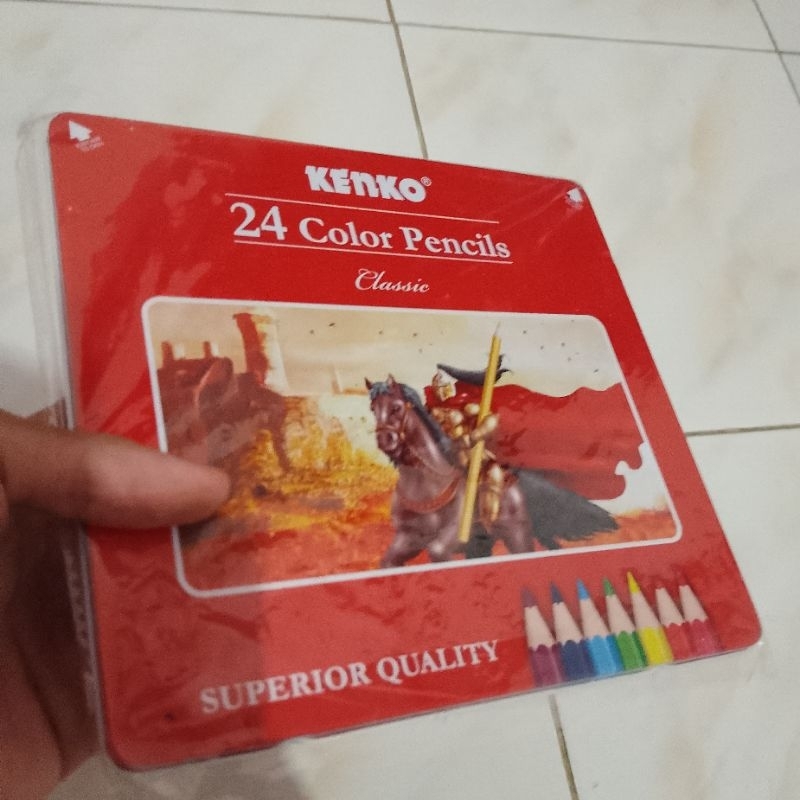 KENKO®
24 Color Pencils
Classic
SUPERIOR QUALITY